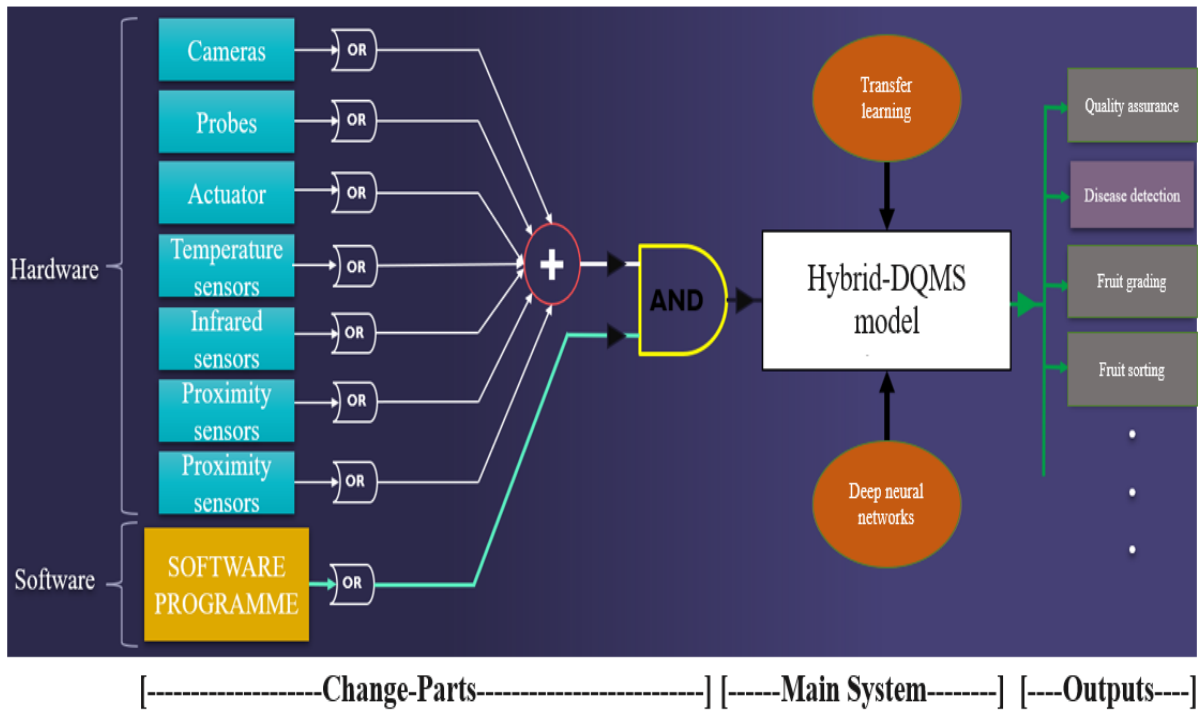 Hardware
Cameras
OR
Probes
OR
Actuator
OR
Temperature
sensors
OR
Infrared
sensors
OR
Proximity
sensors
OR
Proximity
sensors
OR
Software
SOFTWARE
PROGRAMME
OR
+
AND
Transfer
learning
Hybrid-DQMS
model
Deep neural
networks
Quality assurance
Disease detection
Fruit grading
Fruit sorting
[--------------------Change-Parts--------------------------]
[------Main System--------]
[----Outputs----]